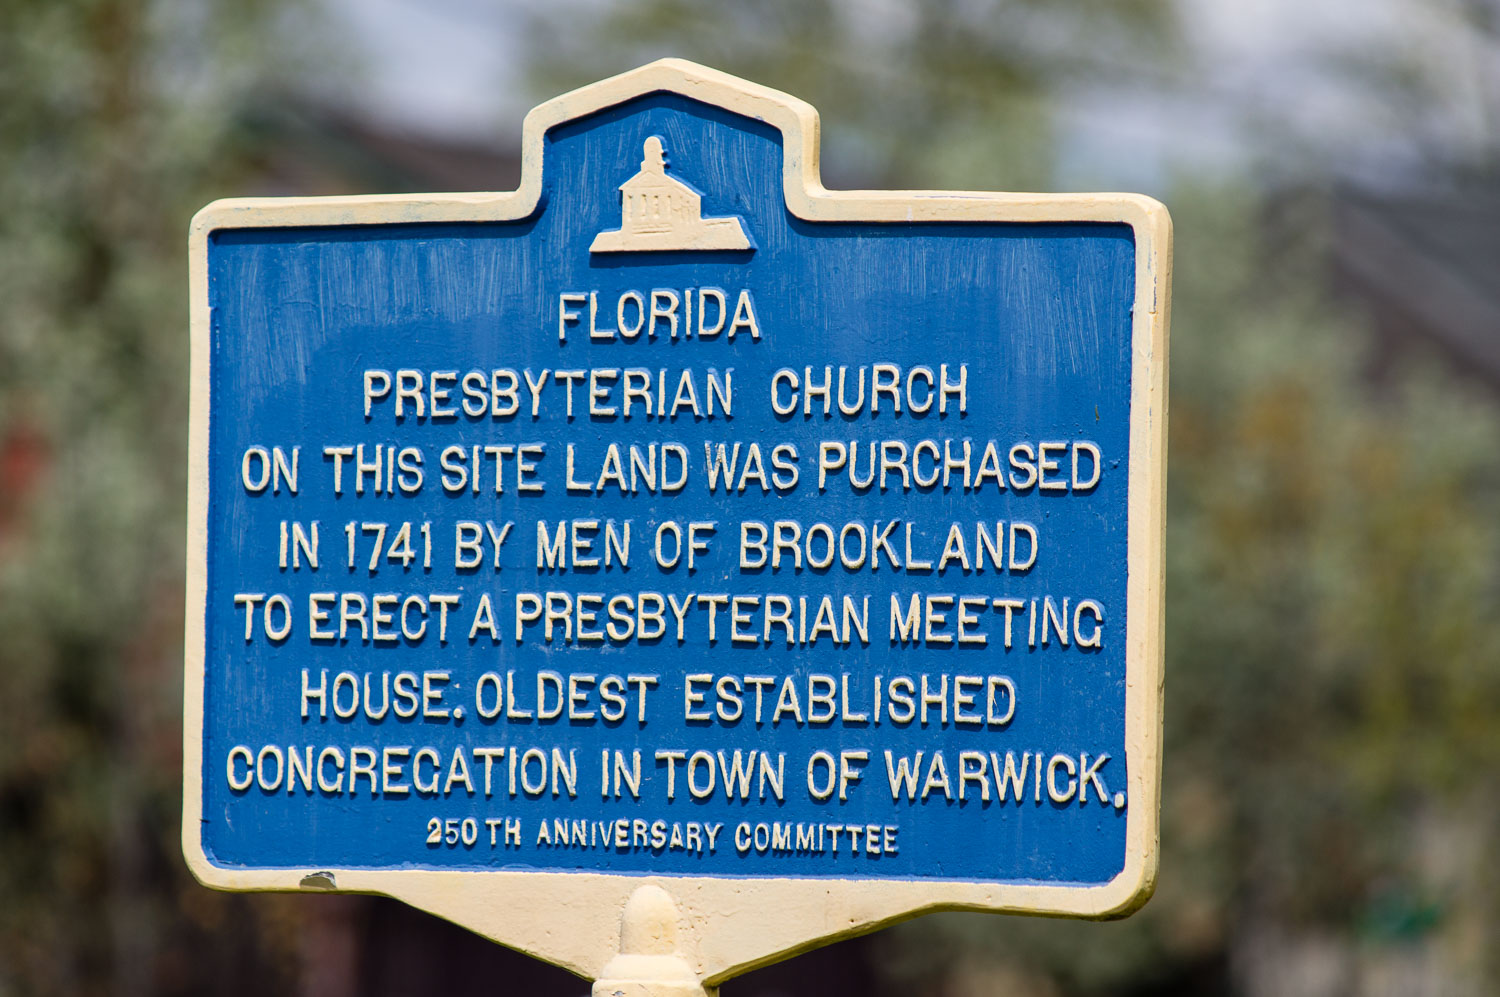 FLORIDA
PRESBYTERIAN CHURCH
ON THIS SITE LAND WAS PURCHASED
IN 1741 BY MEN OF BROOKLAND
TO ERECT A PRESBYTERIAN MEETING
HOUSE. OLDEST ESTABLISHED
CONGREGATION IN TOWN OF WARWICK.
250TH ANNIVERSARY COMMITTEE